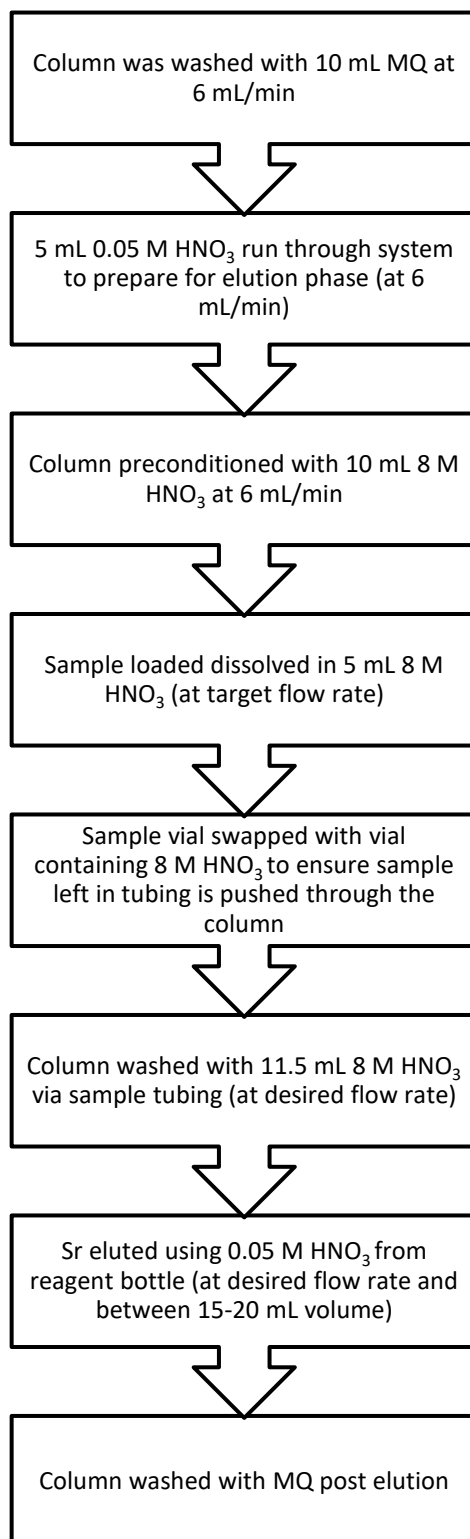 Column was washed with 10 mL MQ at
6 mL/min
5 mL 0.05 M HNO₃ run through system
to prepare for elution phase (at 6
mL/min)
Column preconditioned with 10 mL 8 M
HNO₃ at 6 mL/min
Sample loaded dissolved in 5 mL 8 M
HNO₃ (at target flow rate)
Sample vial swapped with vial
containing 8 M HNO₃ to ensure sample
left in tubing is pushed through the
column
Column washed with 11.5 mL 8 M HNO₃
via sample tubing (at desired flow rate)
Sr eluted using 0.05 M HNO₃ from
reagent bottle (at desired flow rate and
between 15-20 mL volume)
Column washed with MQ post elution